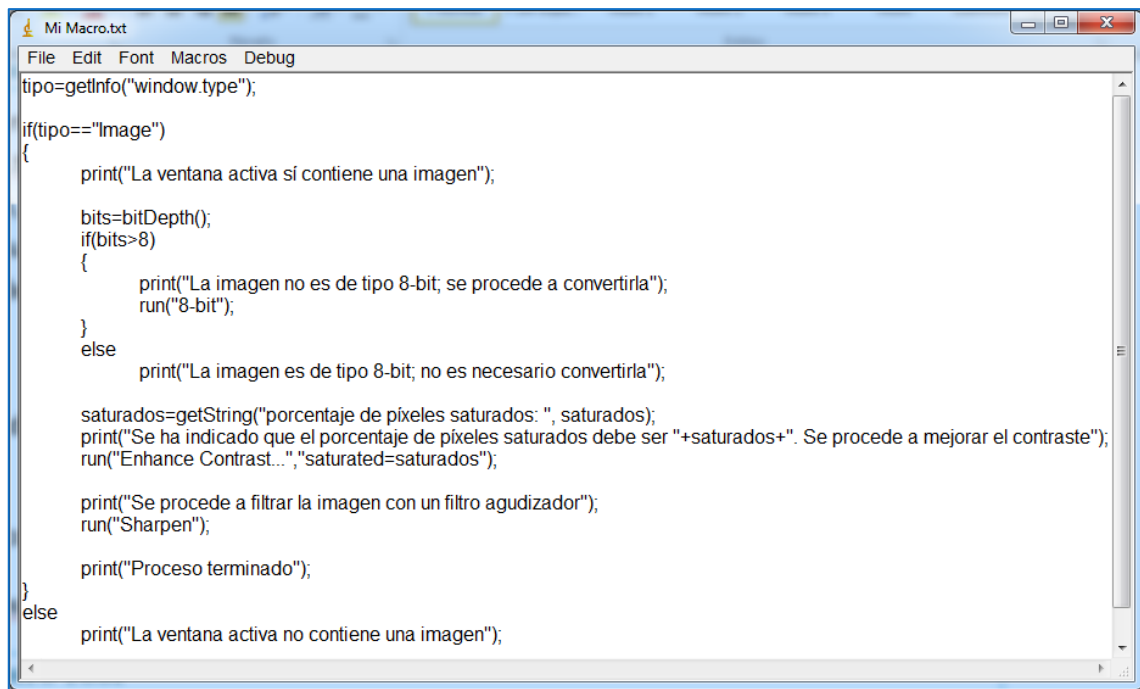 Mi Macro.txt
File Edit Font Macros Debug
tipo=getInfo("window.type");
if(tipo=="Image")
{
print("La ventana activa sí contiene una imagen");
bits=bitDepth();
if(bits>8)
{
print("La imagen no es de tipo 8-bit; se procede a convertirla");
run("8-bit");
}
else
print("La imagen es de tipo 8-bit; no es necesario convertirla");
saturados=getString("porcentaje de píxeles saturados: ", saturados);
print("Se ha indicado que el porcentaje de píxeles saturados debe ser "+saturados+". Se procede a mejorar el contraste");
run("Enhance Contrast...","saturated=saturados");
print("Se procede a filtrar la imagen con un filtro agudizador");
run("Sharpen");
print("Proceso terminado");
}
else
print("La ventana activa no contiene una imagen");